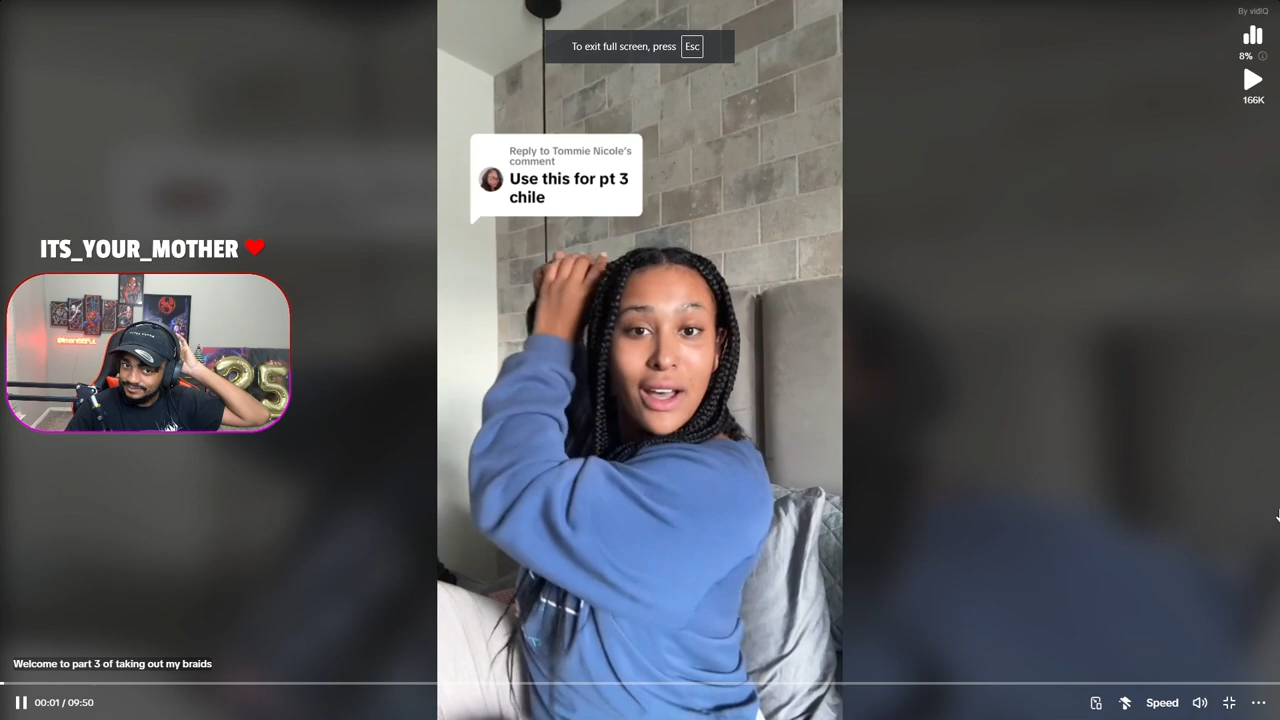 By vidIQ
To exit full screen, press Esc
8%
166K
Reply to Tommie Nicole's
comment
Use this for pt 3
chile
ITS_YOUR_MOTHER ❤
25
Welcome to part 3 of taking out my braids
00:01 / 09:50
Speed